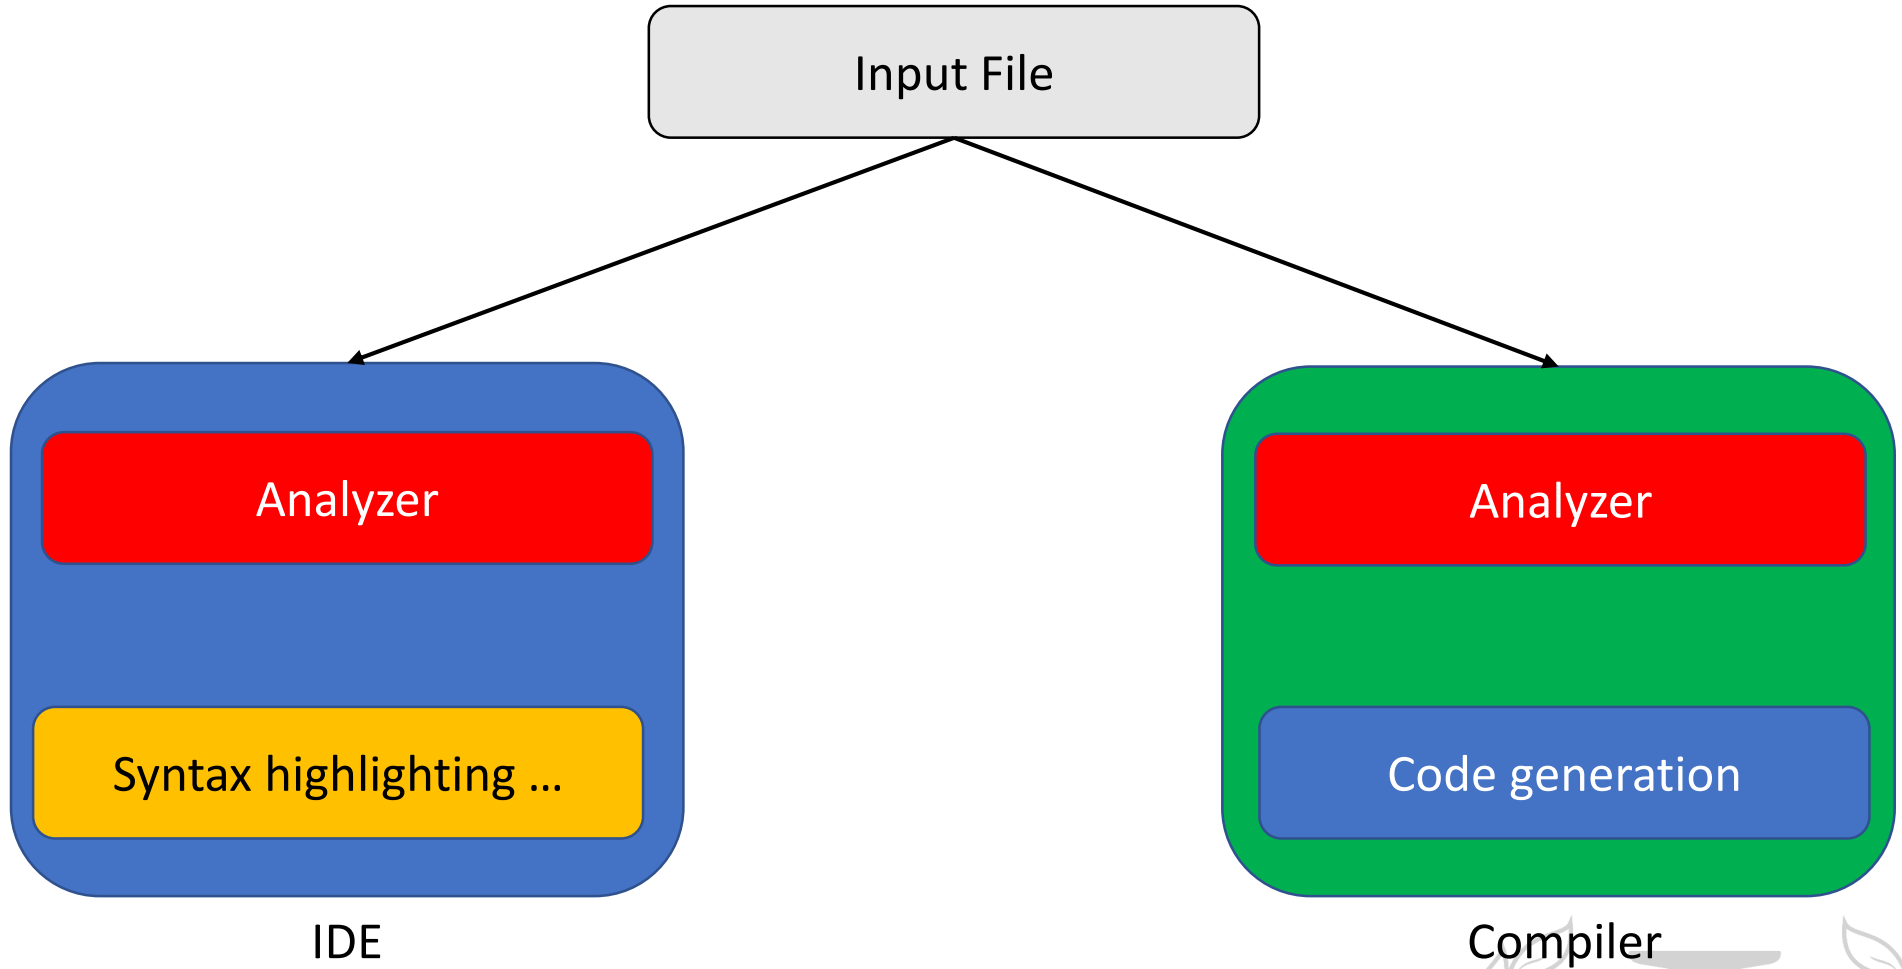 Input File
Analyzer
Analyzer
Syntax highlighting ...
Code generation
IDE
Compiler